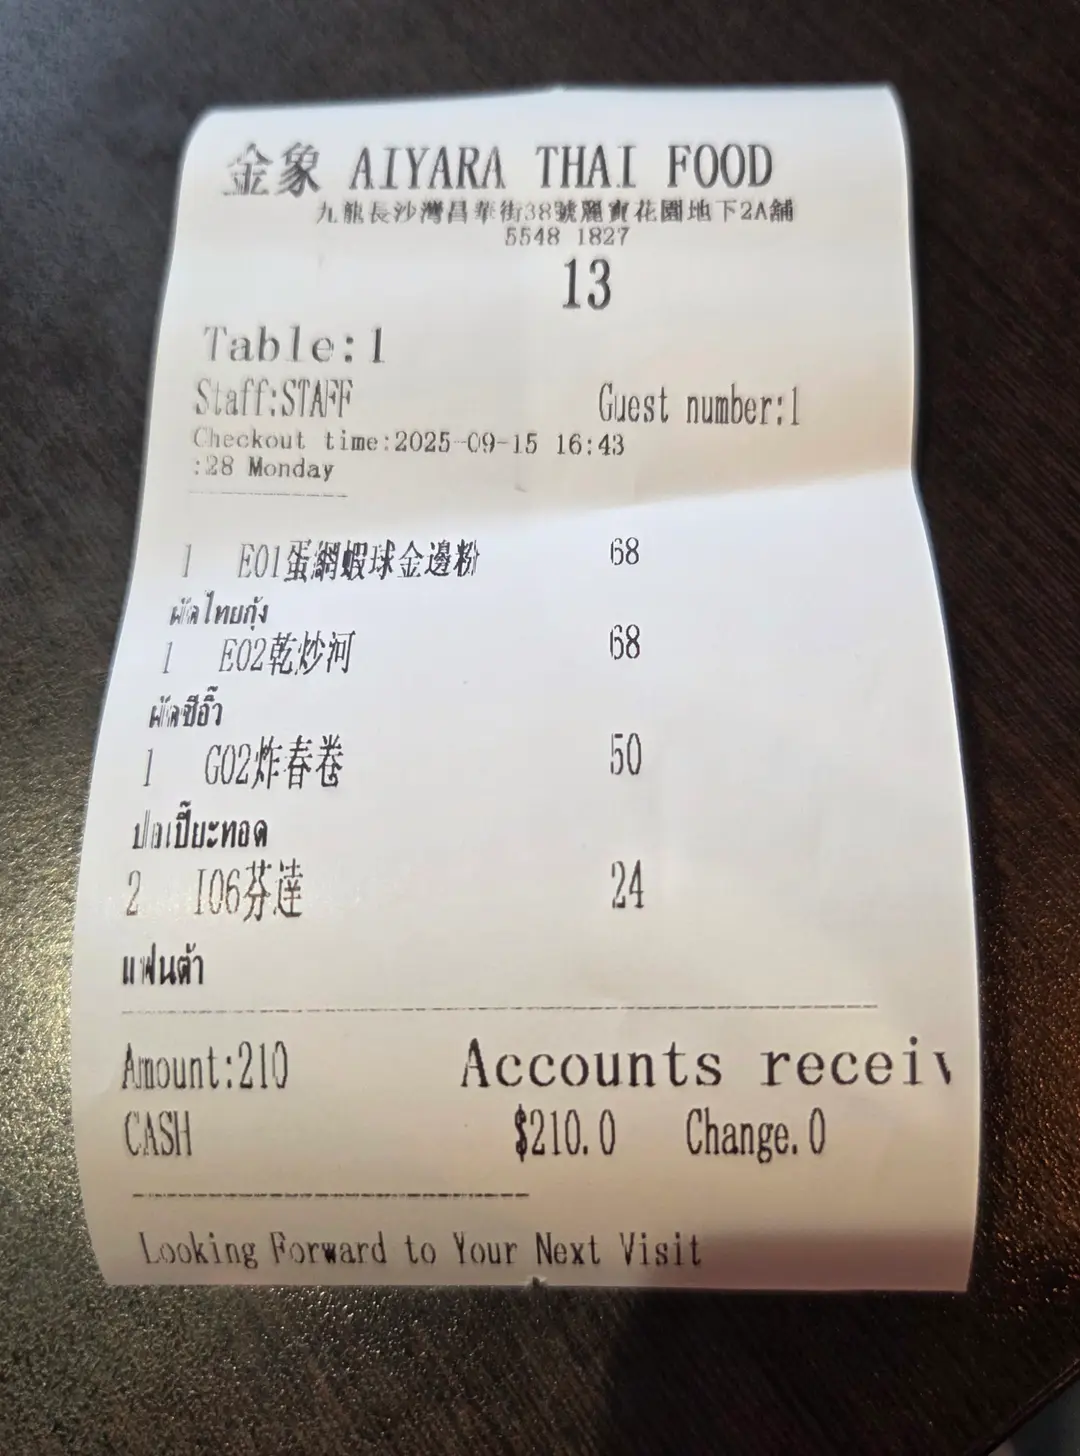 金象 AIYARA THAI FOOD
九龍長沙灣昌華街38號麗寶花園地下2A舖
5548 1827
13
Table:1
Staff:STAFF Guest number:1
Checkout time:2025-09-15 16:43
:28 Monday
1 E01蛋網蝦球金邊粉 68
ผัดไทยกุ้ง
1 E02乾炒河 68
ผัดซีอิ๊ว
1 G02炸春卷 50
ปอเปี๊ยะทอด
2 I06芬達 24
แฟนต้า
Amount:210 Accounts receiv
CASH $210.0 Change.0
Looking Forward to Your Next Visit